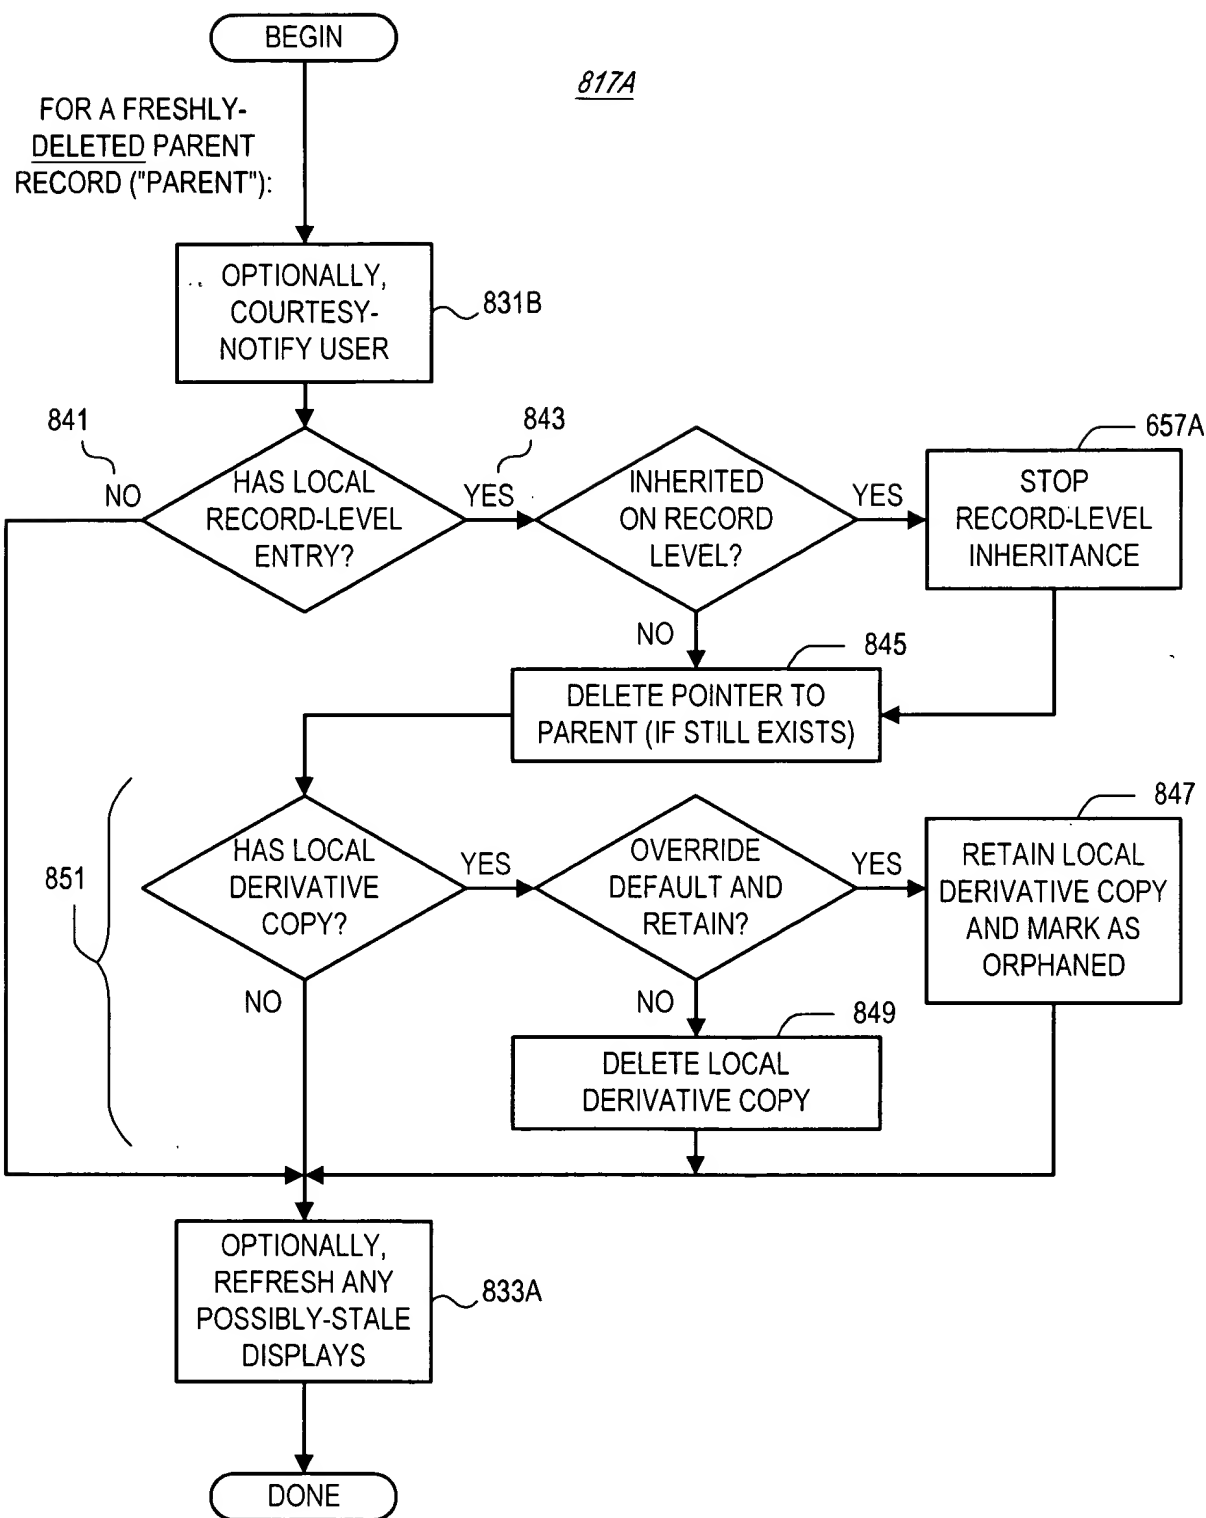 BEGIN
817A
FOR A FRESHLY-
DELETED PARENT
RECORD ("PARENT"):
OPTIONALLY,
COURTESY-
NOTIFY USER
831B
841
NO
HAS LOCAL
RECORD-LEVEL
ENTRY?
843
YES
INHERITED
ON RECORD
LEVEL?
YES
657A
STOP
RECORD-LEVEL
INHERITANCE
NO
845
DELETE POINTER TO
PARENT (IF STILL EXISTS)
851
HAS LOCAL
DERIVATIVE
COPY?
YES
OVERRIDE
DEFAULT AND
RETAIN?
YES
847
RETAIN LOCAL
DERIVATIVE COPY
AND MARK AS
ORPHANED
NO
NO
849
DELETE LOCAL
DERIVATIVE COPY
OPTIONALLY,
REFRESH ANY
POSSIBLY-STALE
DISPLAYS
833A
DONE